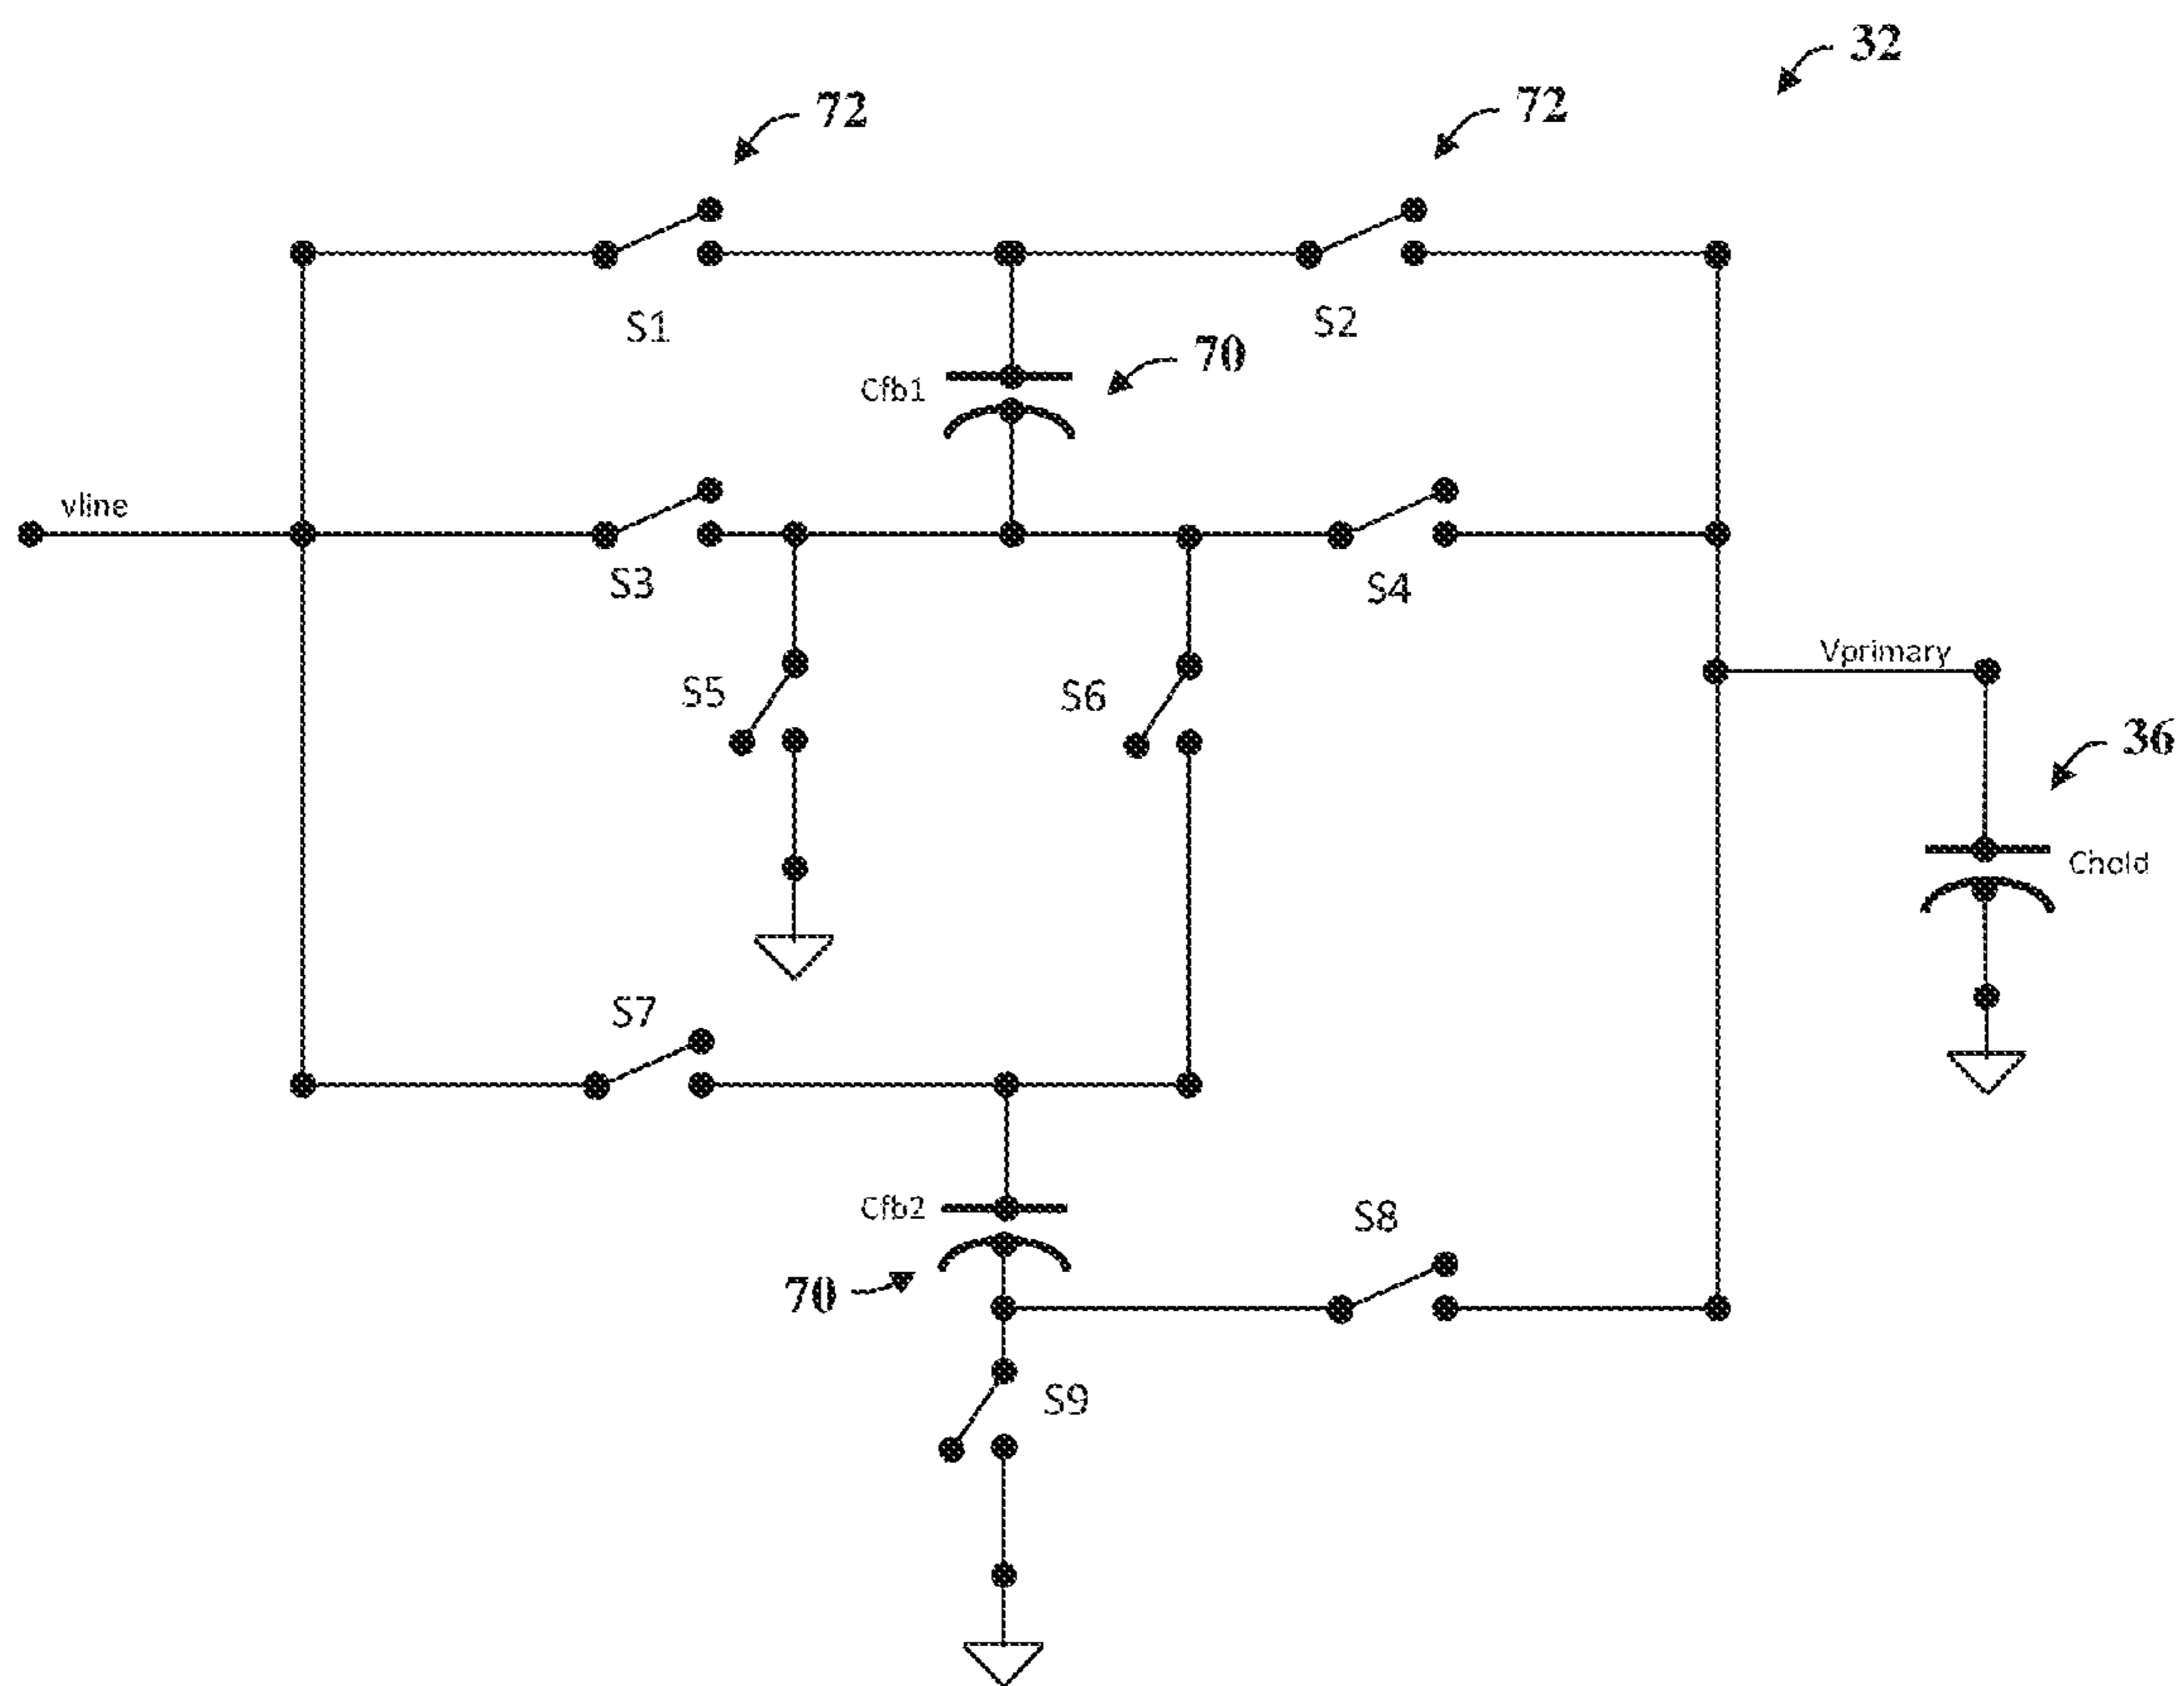 32
72
72
S1
S2
70
Cfb1
vline
S3
S4
Vprimary
S5
S6
36
Chold
S7
Cfb2
S8
70
S9